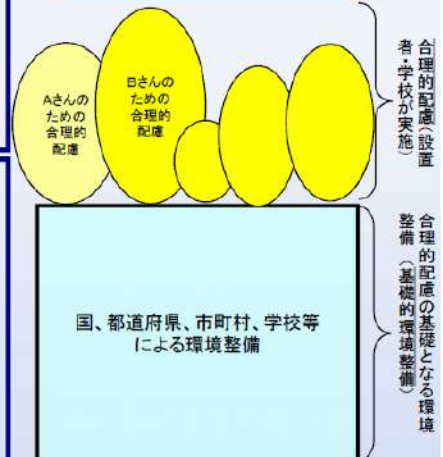 Aさんの
ための
合理的
配慮
Bさんの
ための
合理的
配慮
合理的配慮(設置
者・学校が実施)
国、都道府県、市町村、学校等
による環境整備
合理的配慮の基礎となる環境
整備(基礎的環境整備)